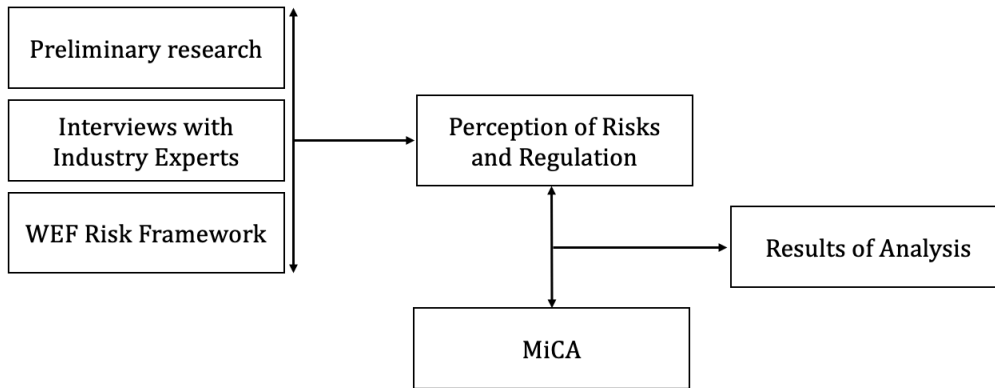 Preliminary research
Interviews with
Industry Experts
WEF Risk Framework
Perception of Risks
and Regulation
Results of Analysis
MiCA